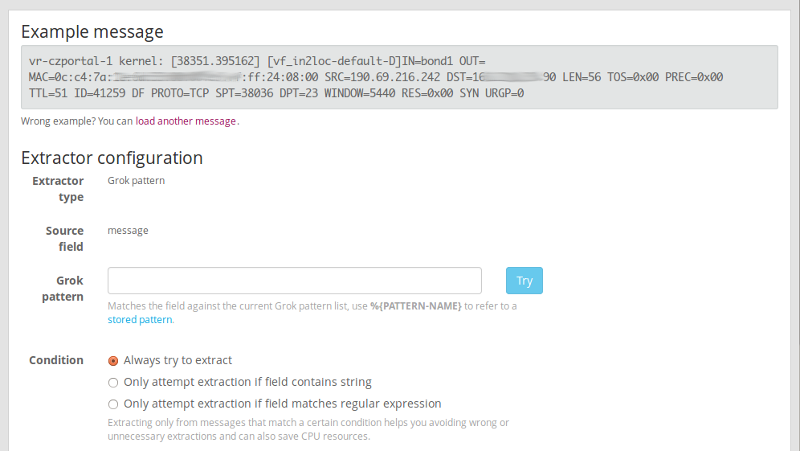 Example message
vr-czportal-1 kernel: [38351.395162] [vf_in2loc-default-D]IN=bond1 OUT=
MAC=0c:c4:7a: :ff:24:08:00 SRC=190.69.216.242 DST=16 90 LEN=56 TOS=0x00 PREC=0x00
TTL=51 ID=41259 DF PROTO=TCP SPT=38036 DPT=23 WINDOW=5440 RES=0x00 SYN URGP=0
Wrong example? You can load another message.
Extractor configuration
Extractor type
Grok pattern
Source field
message
Grok pattern
Try
Matches the field against the current Grok pattern list, use %{PATTERN-NAME} to refer to a
stored pattern.
Condition
Always try to extract
Only attempt extraction if field contains string
Only attempt extraction if field matches regular expression
Extracting only from messages that match a certain condition helps you avoiding wrong or
unnecessary extractions and can also save CPU resources.